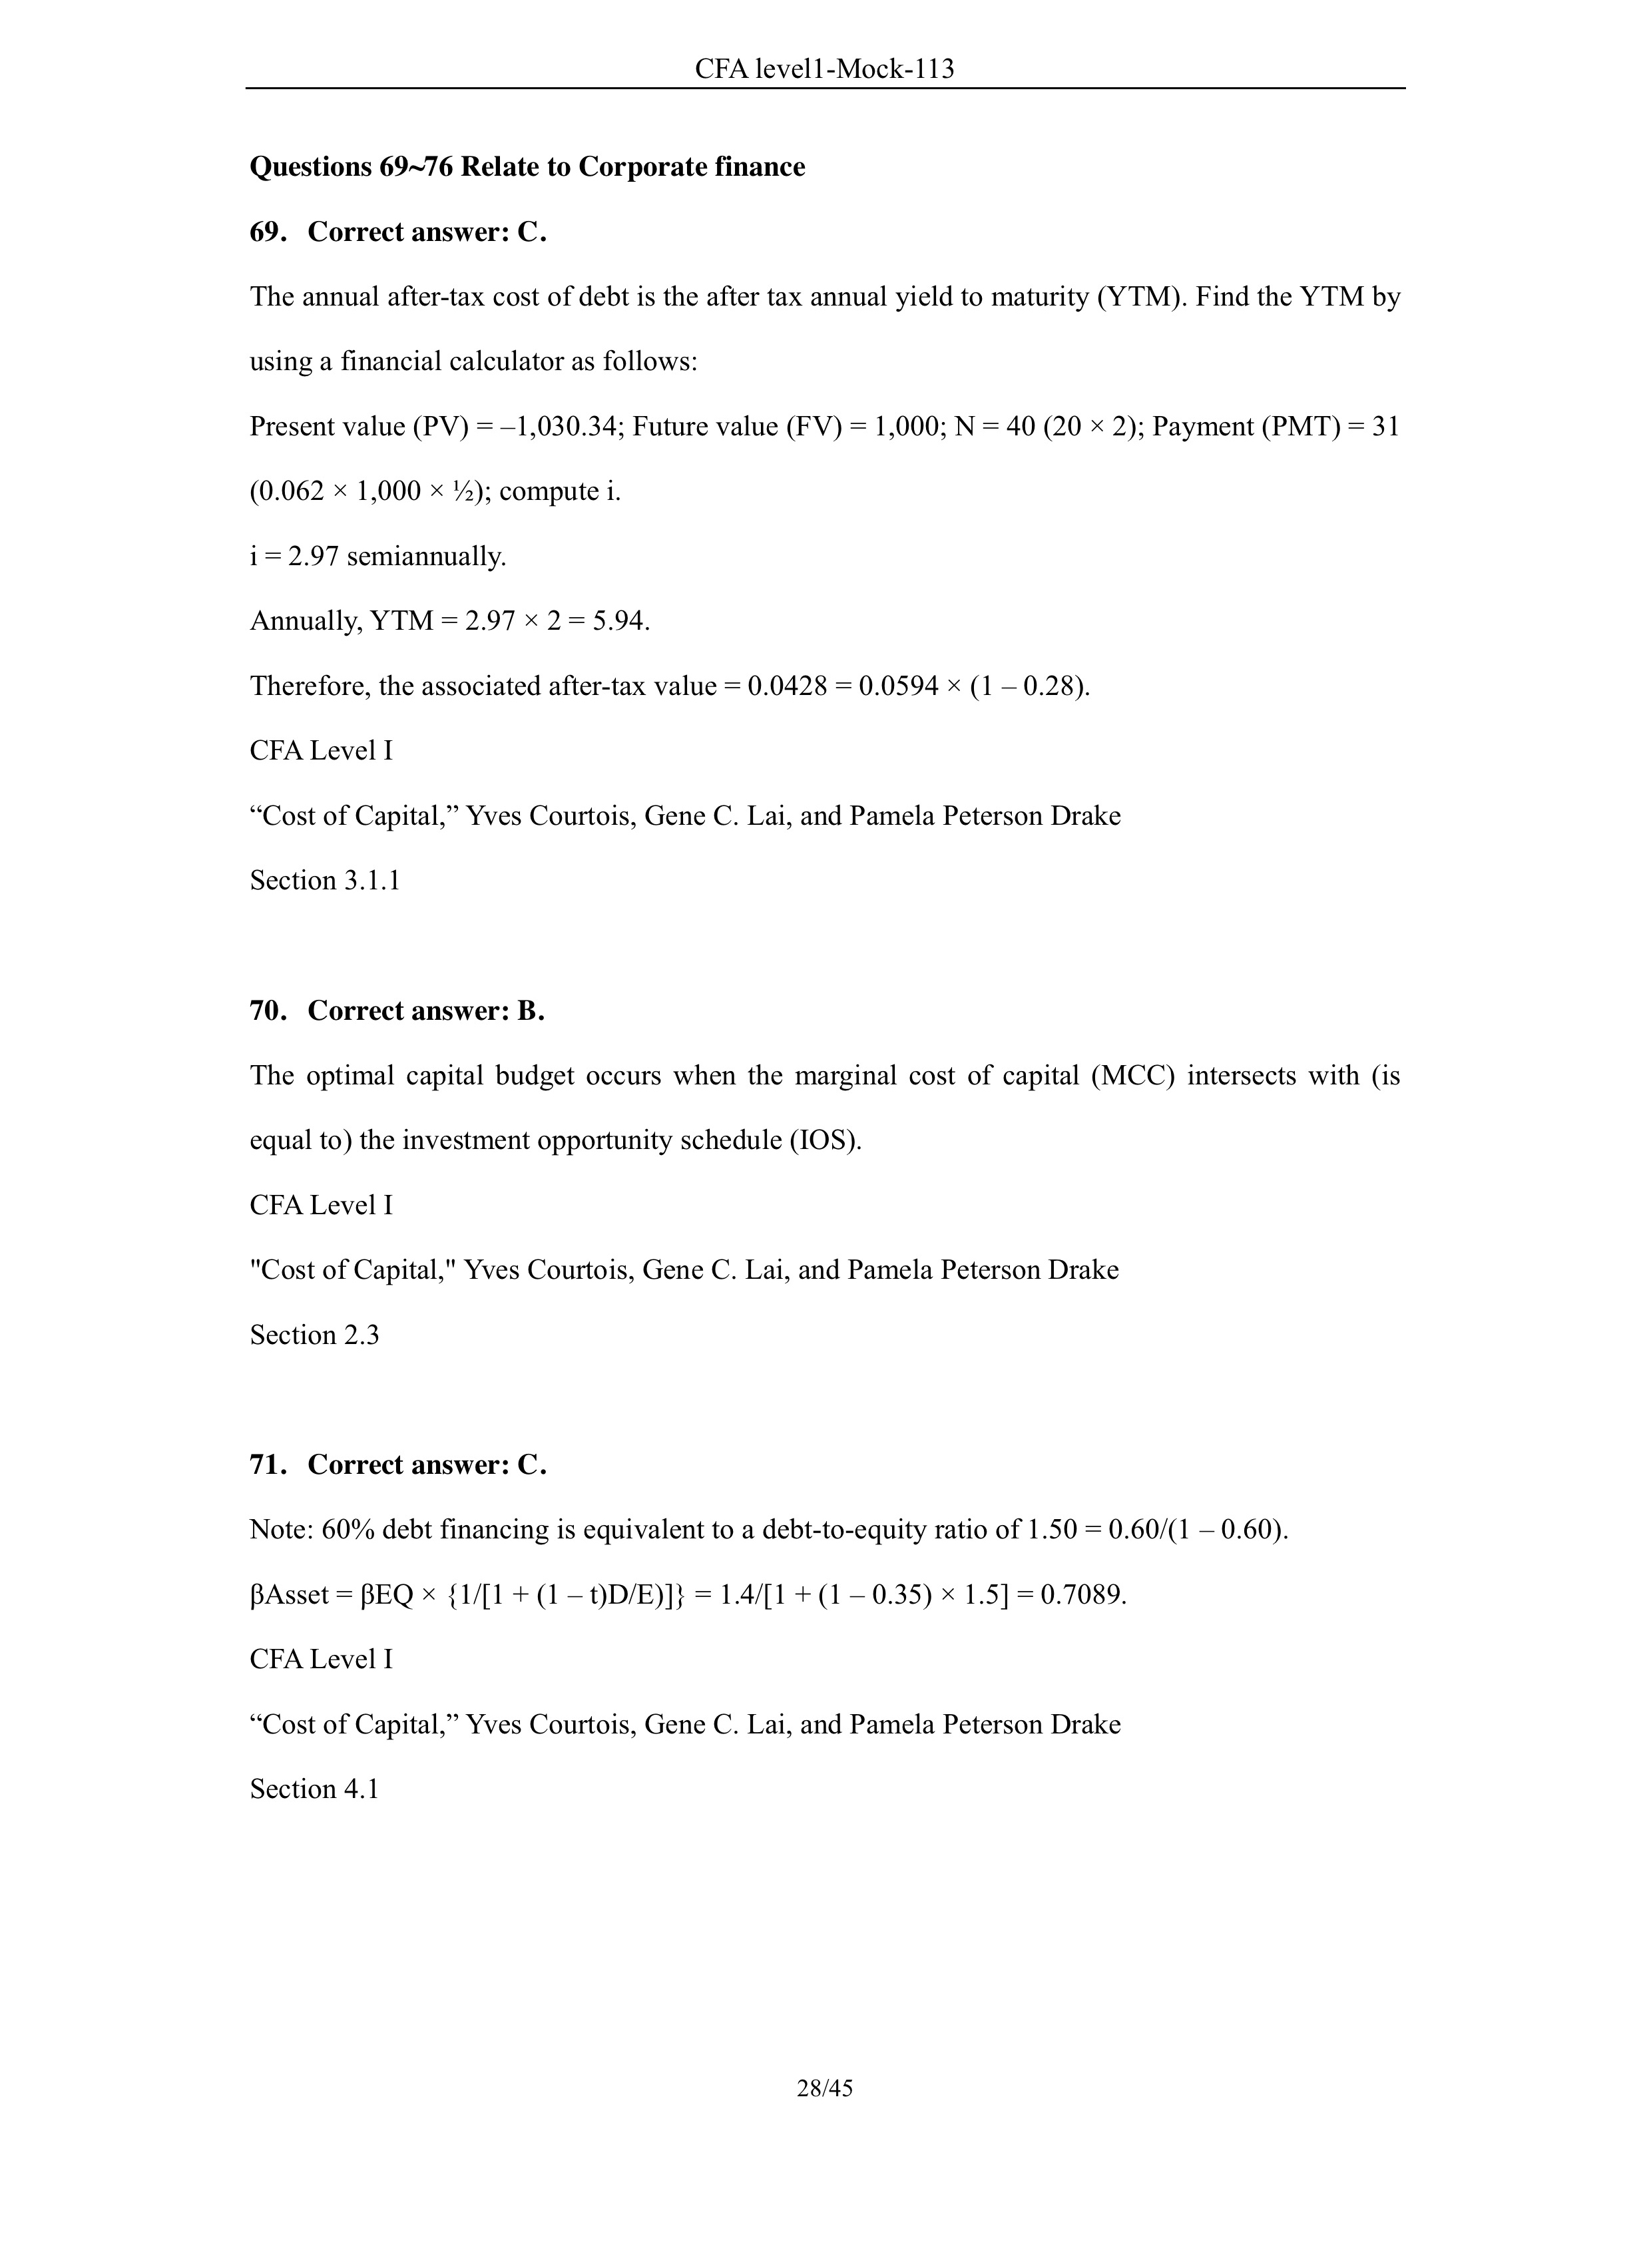 CFA level1-Mock-113
Questions 69~76 Relate to Corporate finance
69. Correct answer: C.
The annual after-tax cost of debt is the after tax annual yield to maturity (YTM). Find the YTM by
using a financial calculator as follows:
Present value (PV) = –1,030.34; Future value (FV) = 1,000; N = 40 (20 × 2); Payment (PMT) = 31
(0.062 × 1,000 × ½); compute i.
i = 2.97 semiannually.
Annually, YTM = 2.97 × 2 = 5.94.
Therefore, the associated after-tax value = 0.0428 = 0.0594 × (1 – 0.28).
CFA Level I
“Cost of Capital,” Yves Courtois, Gene C. Lai, and Pamela Peterson Drake
Section 3.1.1
70. Correct answer: B.
The optimal capital budget occurs when the marginal cost of capital (MCC) intersects with (is
equal to) the investment opportunity schedule (IOS).
CFA Level I
"Cost of Capital," Yves Courtois, Gene C. Lai, and Pamela Peterson Drake
Section 2.3
71. Correct answer: C.
Note: 60% debt financing is equivalent to a debt-to-equity ratio of 1.50 = 0.60/(1 – 0.60).
βAsset = βEQ × {1/[1 + (1 – t)D/E)]} = 1.4/[1 + (1 – 0.35) × 1.5] = 0.7089.
CFA Level I
“Cost of Capital,” Yves Courtois, Gene C. Lai, and Pamela Peterson Drake
Section 4.1
28/45